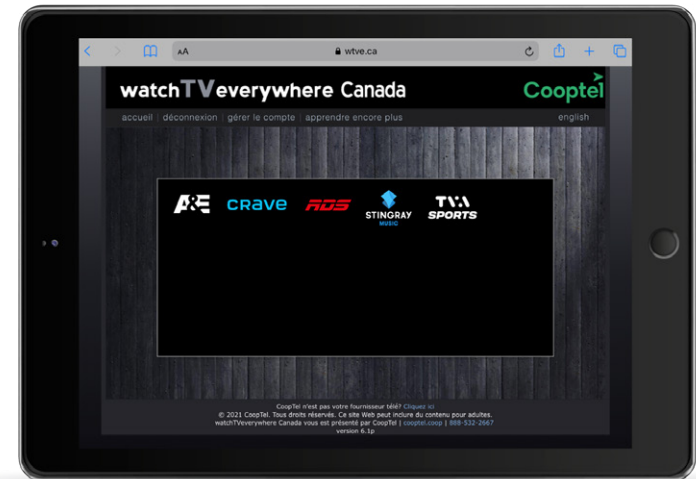 AA wtve.ca
watchTVeverywhere Canada Cooptel
accueil | déconnexion | gérer le compte | apprendre encore plus english
A&E CRAVE RDS STINGRAY MUSIC TVA SPORTS
CoopTel n'est pas votre fournisseur télé? Cliquez ici
© 2021 CoopTel. Tous droits réservés. Ce site Web peut inclure du contenu pour adultes.
watchTVeverywhere Canada vous est présenté par CoopTel | cooptel.coop | 888-532-2667
version 6.1p